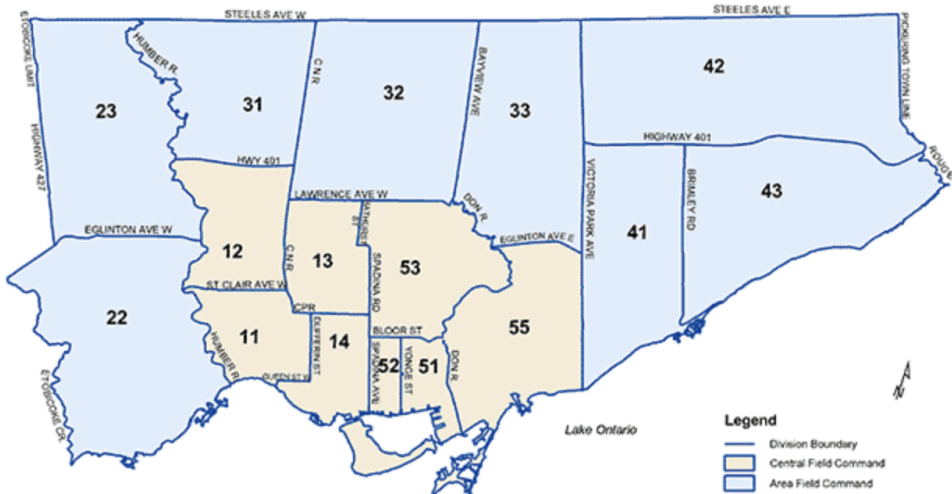 STEELES AVE W
STEELES AVE E
ETOBICOKE LIMIT
HUMBER R.
C N R
BAYVIEW AVE
PICKERING TOWN LINE
42
32
31
33
23
HIGHWAY 427
HIGHWAY 401
HWY 401
ROUGE
VICTORIA PARK AVE
BRIMLEY RD
43
LAWRENCE AVE W
BATHURST ST
DON R.
EGLINTON AVE W
EGLINTON AVE E
41
12
C N R
13
SPADINA RD
53
ST CLAIR AVE W
CPR
22
11
DUFFERIN ST
14
BLOOR ST
55
HUMBER R.
QUEEN ST W
SPADINA AVE
52
YONGE ST
51
DON R.
ETOBICOKE CR.
N
Lake Ontario
Legend
Division Boundary
Central Field Command
Area Field Command